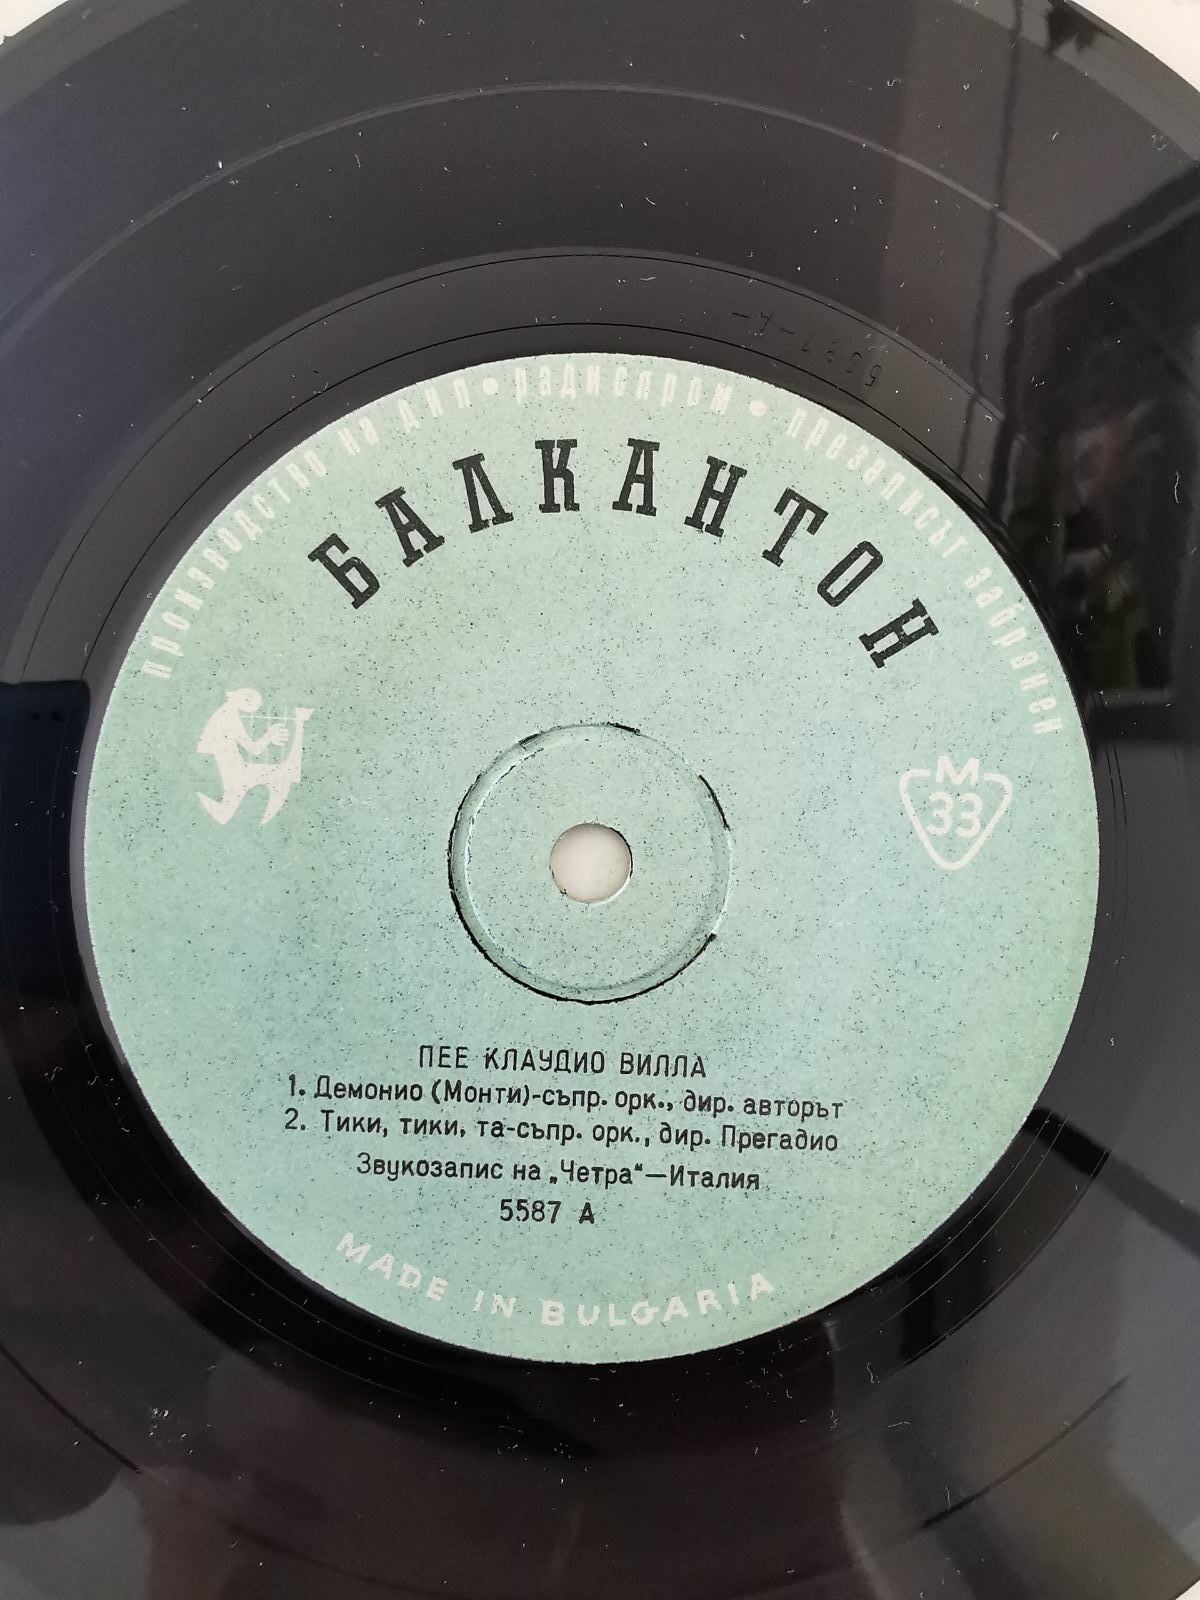 производство на дип • радиопром • презаписът забранен
БАЛКАНТОН
М
33
ПЕЕ КЛАУДИО ВИЛЛА
1. Демонио (Монти)-съпр. орк., дир. авторът
2. Тики, тики, та-съпр. орк., дир. Прегадио
Звукозапис на „Четра“—Италия
5587 А
MADE IN BULGARIA